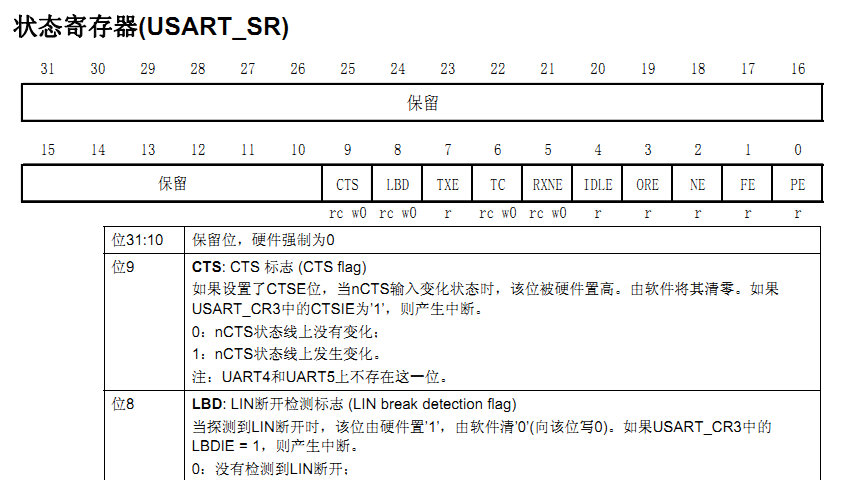 状态寄存器(USART_SR)
31 30 29 28 27 26 25 24 23 22 21 20 19 18 17 16
保留
15 14 13 12 11 10 9 8 7 6 5 4 3 2 1 0
保留 CTS LBD TXE TC RXNE IDLE ORE NE FE PE
rc w0 rc w0 r rc w0 rc w0 r r r r r
位31:10 保留位，硬件强制为0
位9 CTS: CTS 标志 (CTS flag)
如果设置了CTSE位，当nCTS输入变化状态时，该位被硬件置高。由软件将其清零。如果
USART_CR3中的CTSIE为’1’，则产生中断。
0：nCTS状态线上没有变化；
1：nCTS状态线上发生变化。
注：UART4和UART5上不存在这一位。
位8 LBD: LIN断开检测标志 (LIN break detection flag)
当探测到LIN断开时，该位由硬件置’1’，由软件清’0’(向该位写0)。如果USART_CR3中的
LBDIE = 1，则产生中断。
0：没有检测到LIN断开；